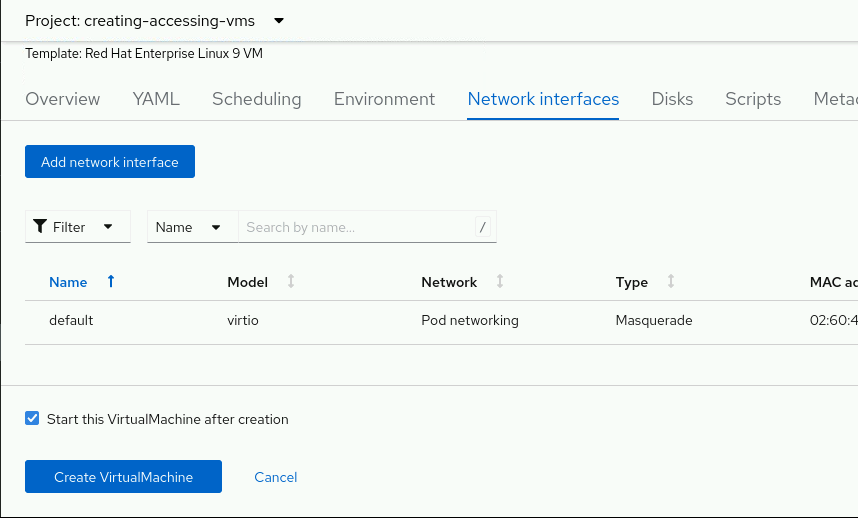 Project: creating-accessing-vms
Template: Red Hat Enterprise Linux 9 VM
Overview YAML Scheduling Environment Network interfaces Disks Scripts Metac
Add network interface
Filter Name Search by name... /
Name Model Network Type MAC ad
default virtio Pod networking Masquerade 02:60:4
Start this VirtualMachine after creation
Create VirtualMachine Cancel